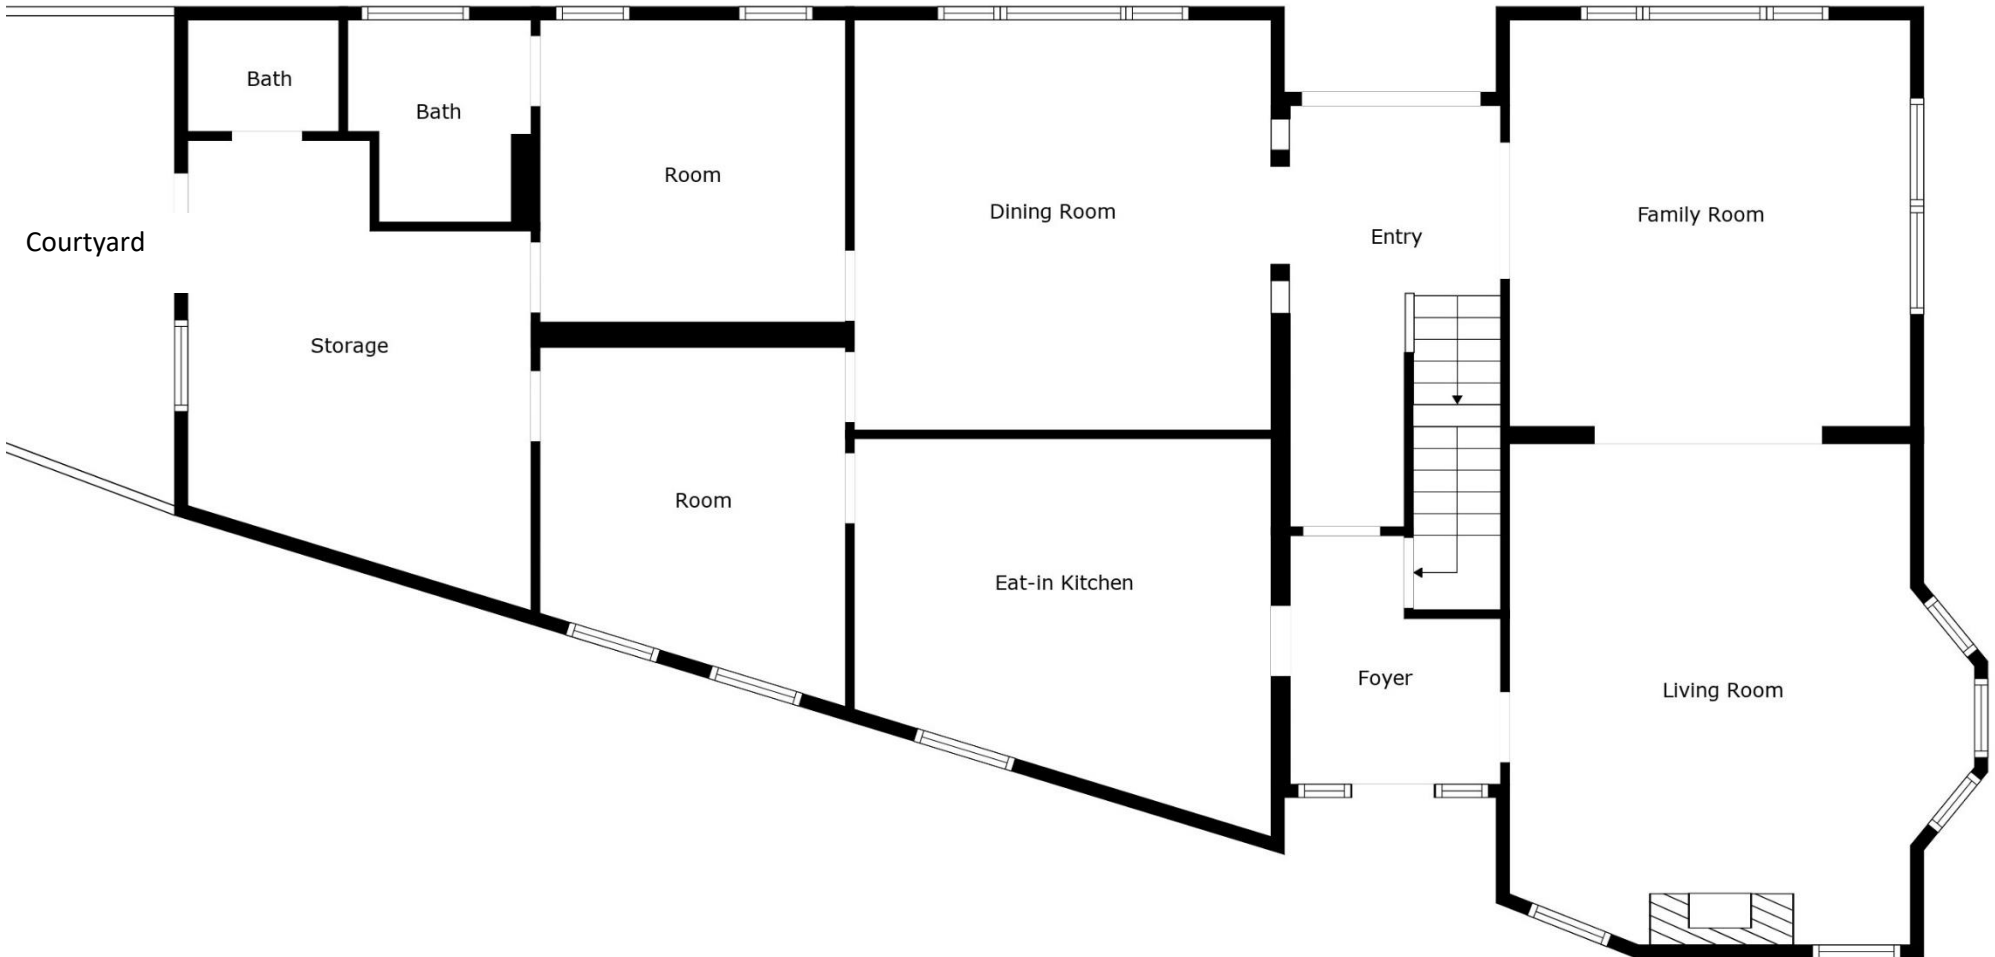 Bath
Bath
Room
Dining Room
Family Room
Entry
Courtyard
Storage
Room
Eat-in Kitchen
Foyer
Living Room